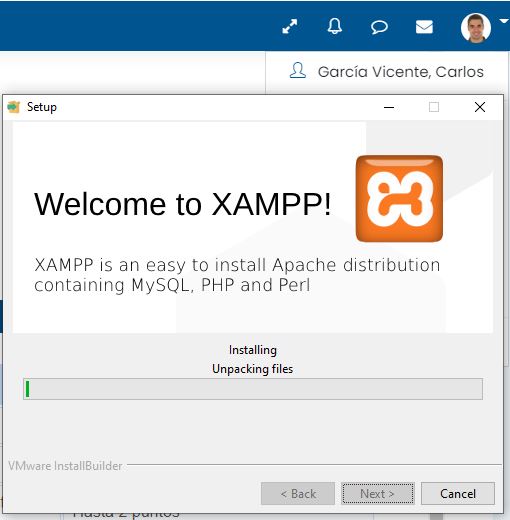 García Vicente, Carlos
Setup
Welcome to XAMPP!
XAMPP is an easy to install Apache distribution
containing MySQL, PHP and Perl
Installing
Unpacking files
VMware InstallBuilder
< Back
Next >
Cancel
Hasta 2 puntos